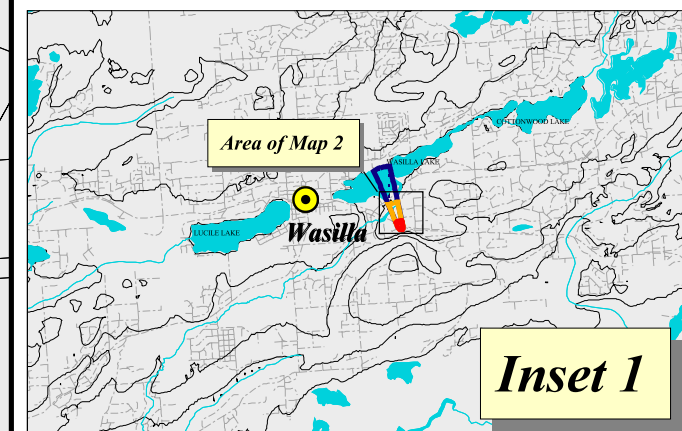 COTTONWOOD LAKE
Area of Map 2
WASILLA LAKE
LUCILE LAKE
Wasilla
Inset 1